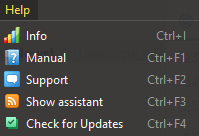 Help
Info Ctrl+I
Manual Ctrl+F1
Support Ctrl+F2
Show assistant Ctrl+F3
Check for Updates Ctrl+F4